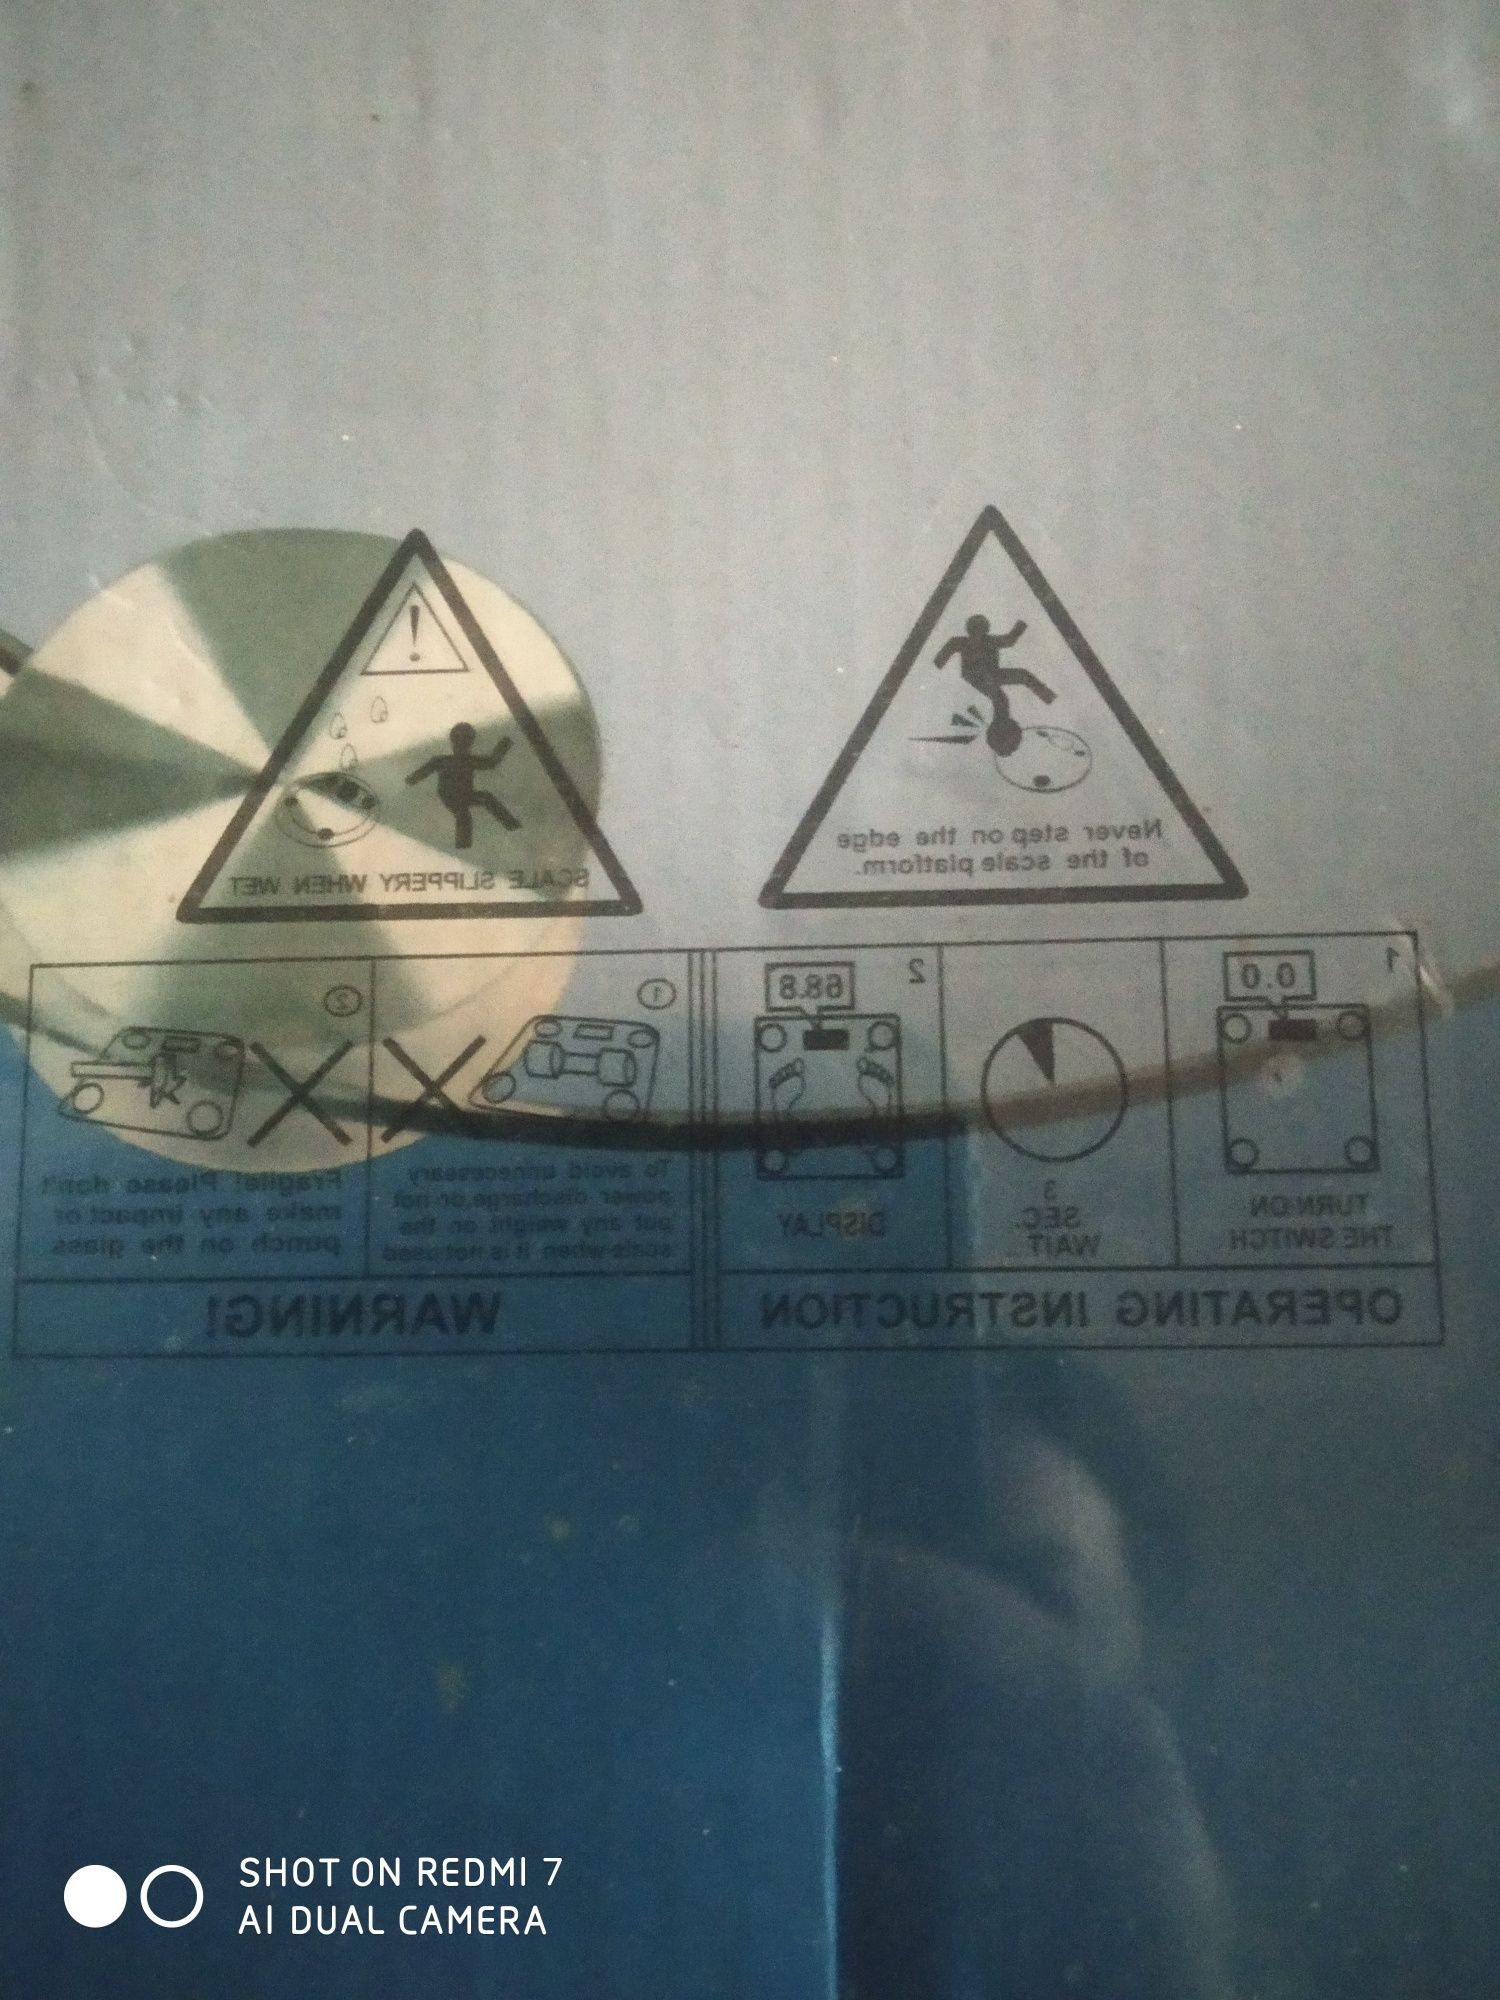 SCALE SLIPPERY WHEN WET
!
Never step on the edge
of the scale platform.
1
0.0
TURN ON
THE SWITCH
3
SEC.
WAIT
2
68.8
DISPLAY
OPERATING INSTRUCTION
1
To avoid unnecessary
power discharge, do not
put any weight on the
scale when it is not used
2
Fragile! Please don't
make any impact or
punch on the glass
WARNING!
SHOT ON REDMI 7
AI DUAL CAMERA